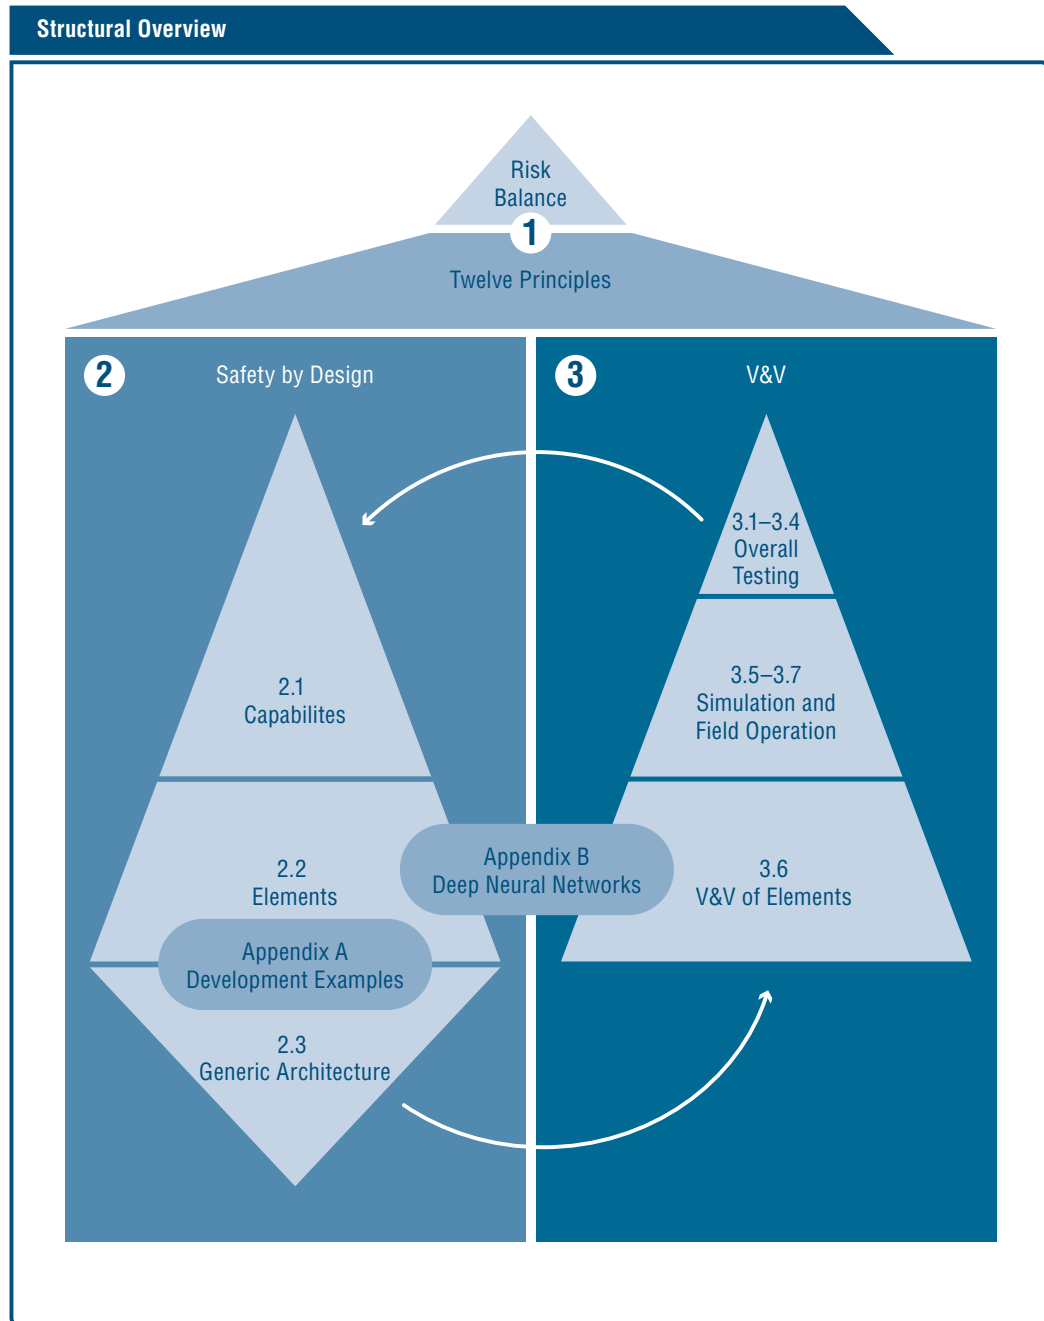 Structural Overview
Risk
Balance
1
Twelve Principles
2
Safety by Design
2.1
Capabilites
2.2
Elements
Appendix A
Development Examples
2.3
Generic Architecture
Appendix B
Deep Neural Networks
3
V&V
3.1–3.4
Overall
Testing
3.5–3.7
Simulation and
Field Operation
3.6
V&V of Elements